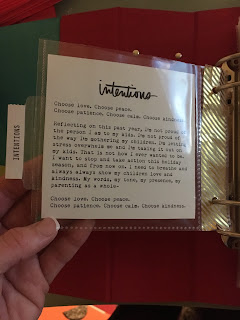 intentions
INTENTIONS
Choose love. Choose peace.
Choose patience. Choose calm. Choose kindness.
Reflecting on this past year, I'm not proud of
the person I am to my kids. I'm not proud of
the way I'm mothering my children. I'm letting
stress overwhelm me and I'm taking it out on
my kids. That is not how I ever wanted to be.
I want to stop and take action this holiday
season, and from now on. I need to breathe and
always always show my children love and
kindness. My words, my tone, my presence, my
parenting as a whole-
Choose love. Choose peace.
Choose patience. Choose calm. Choose kindness.